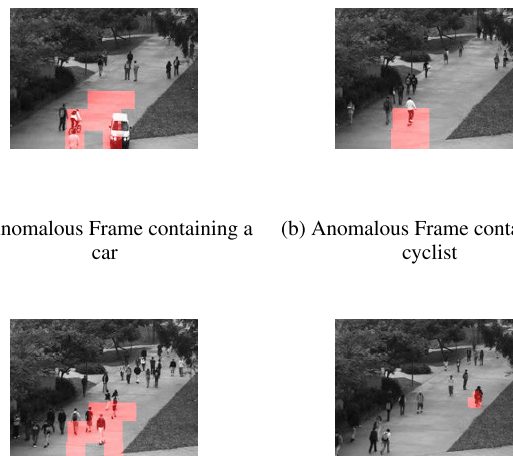 nomalous Frame containing a
car
(b) Anomalous Frame conta
cyclist